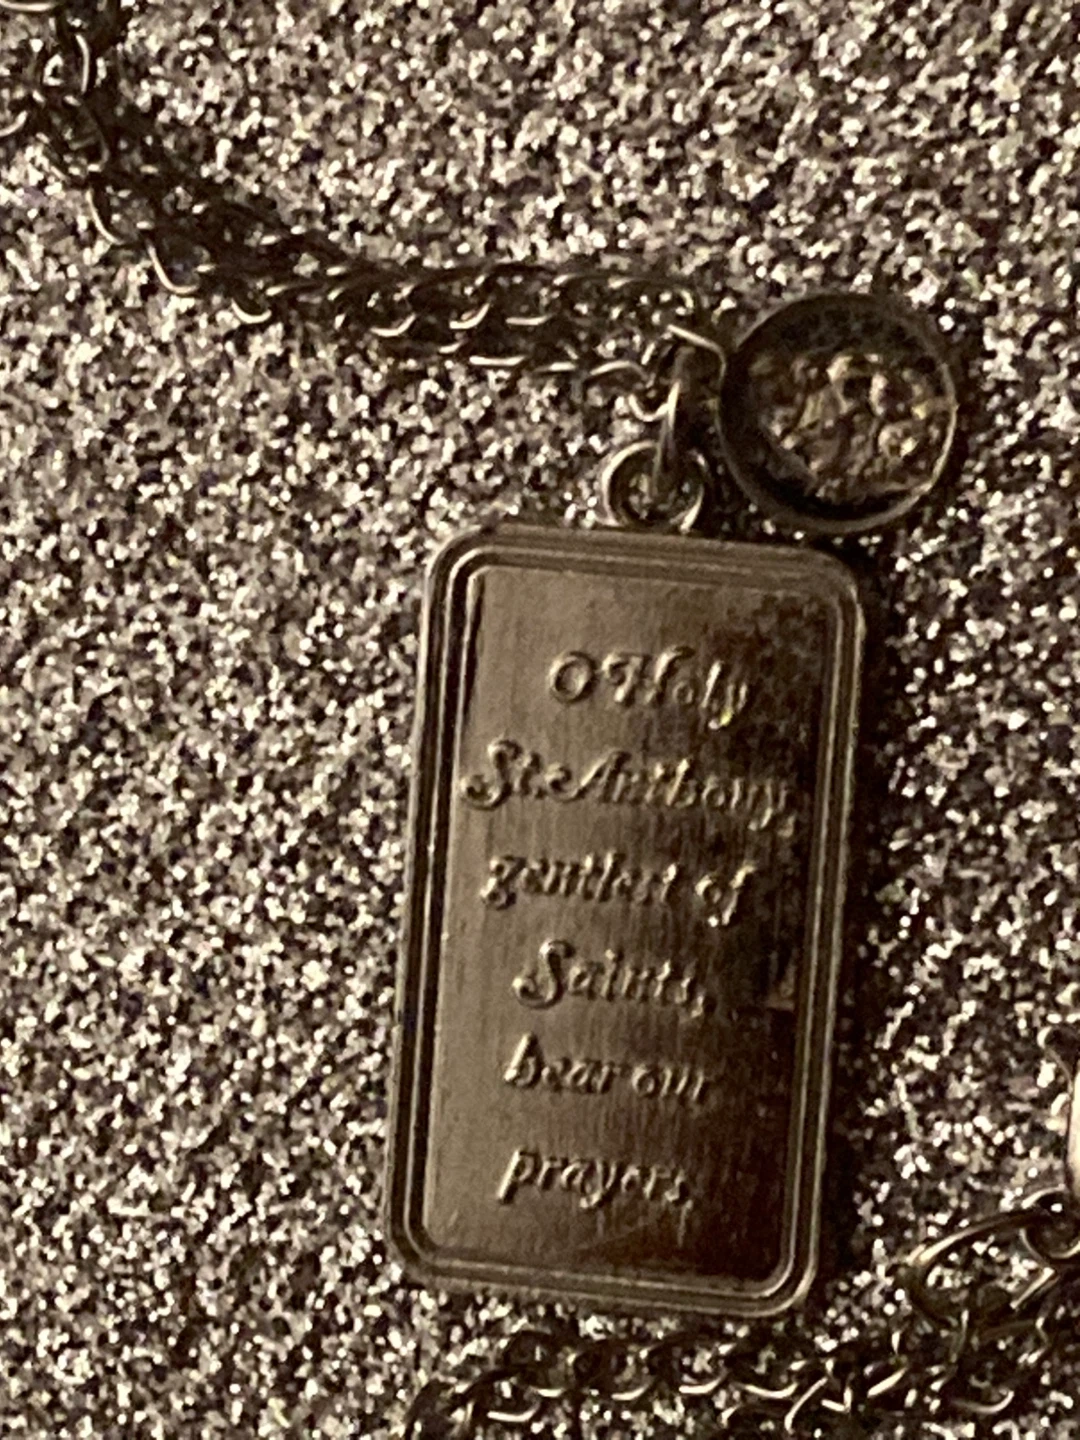 O Holy
St. Anthony,
gentlest of
Saints,
hear our
prayers.